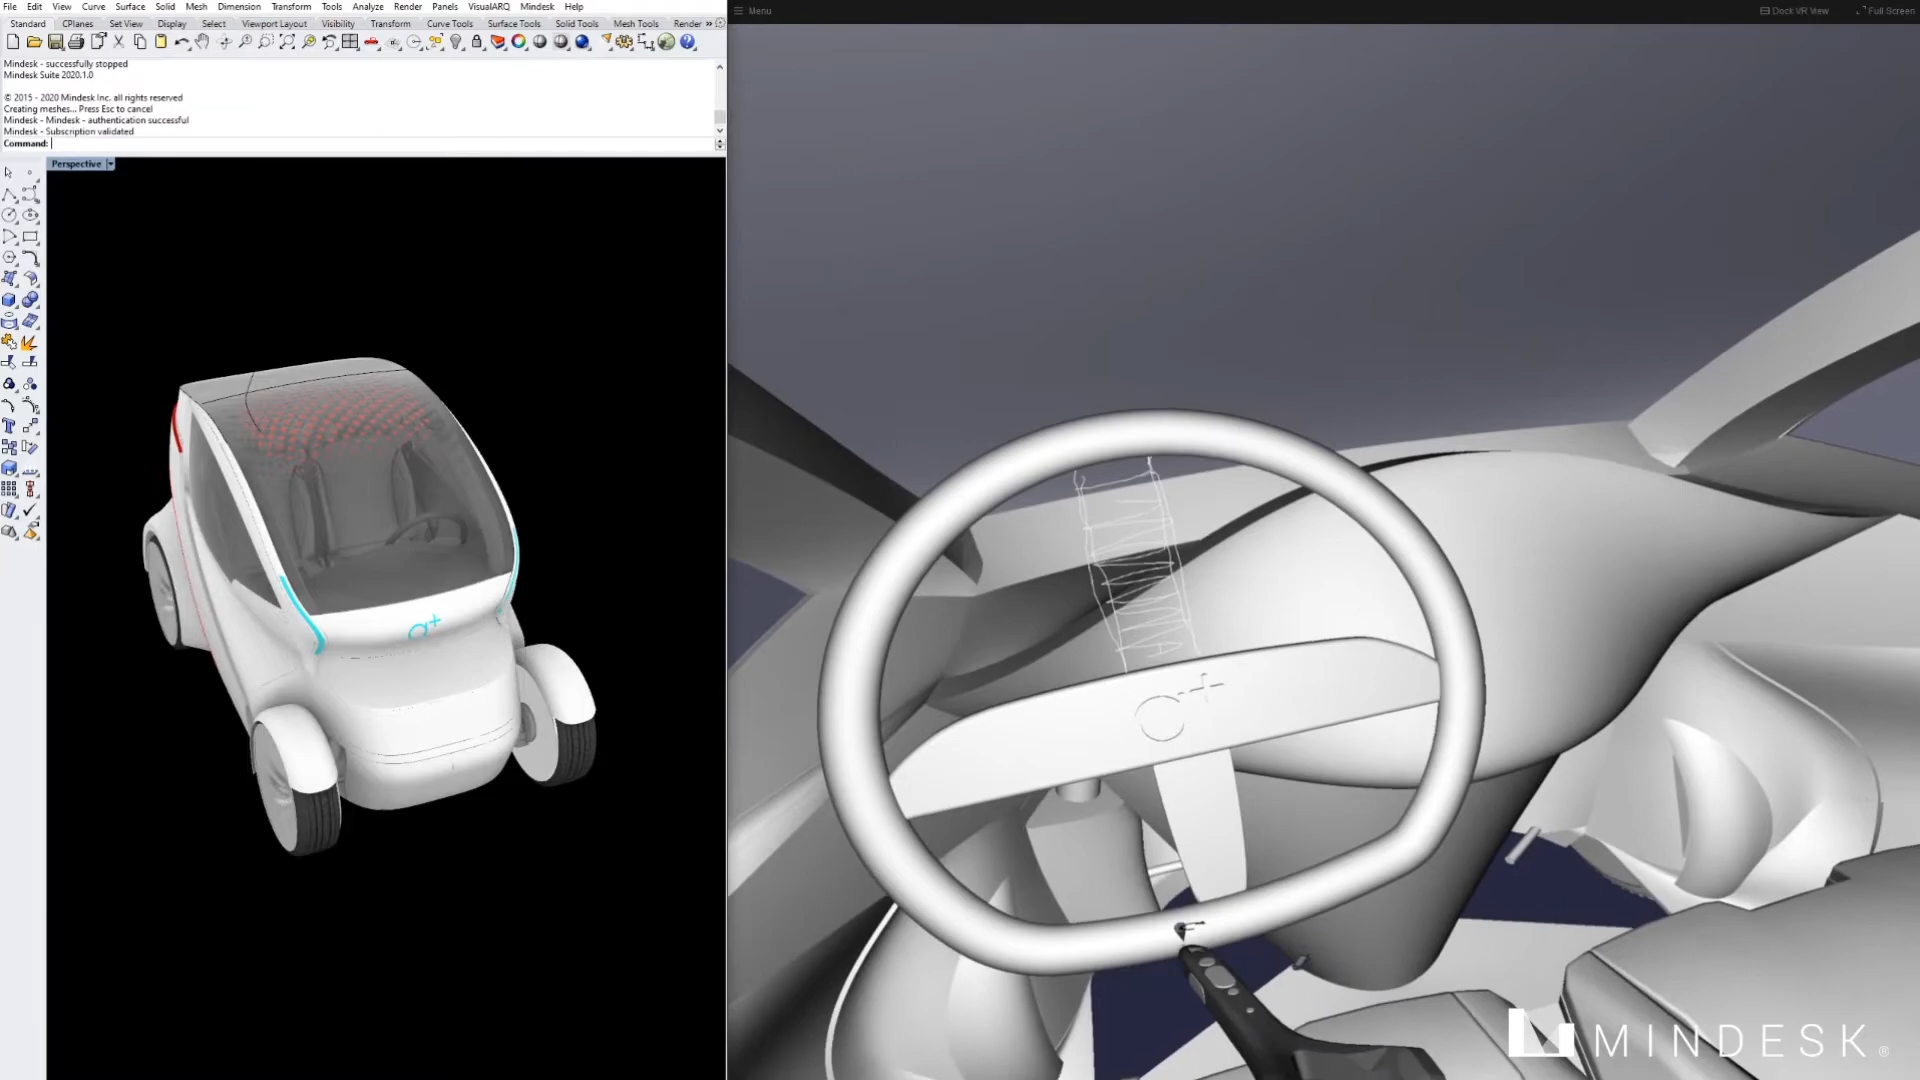 File Edit View Curve Surface Solid Mesh Dimension Transform Tools Analyze Render Panels VisualARQ Mindesk Help
Standard CPlanes Set View Display Select Viewport Layout Visibility Transform Curve Tools Surface Tools Solid Tools Mesh Tools Render »
Mindesk - successfully stopped
Mindesk Suite 2020.1.0
© 2015 - 2020 Mindesk Inc. all rights reserved
Creating meshes... Press Esc to cancel
Mindesk - Mindesk - authentication successful
Mindesk - Subscription validated
Command:
Perspective
Menu
Dock VR View Full Screen
a+
a+
MINDESK®